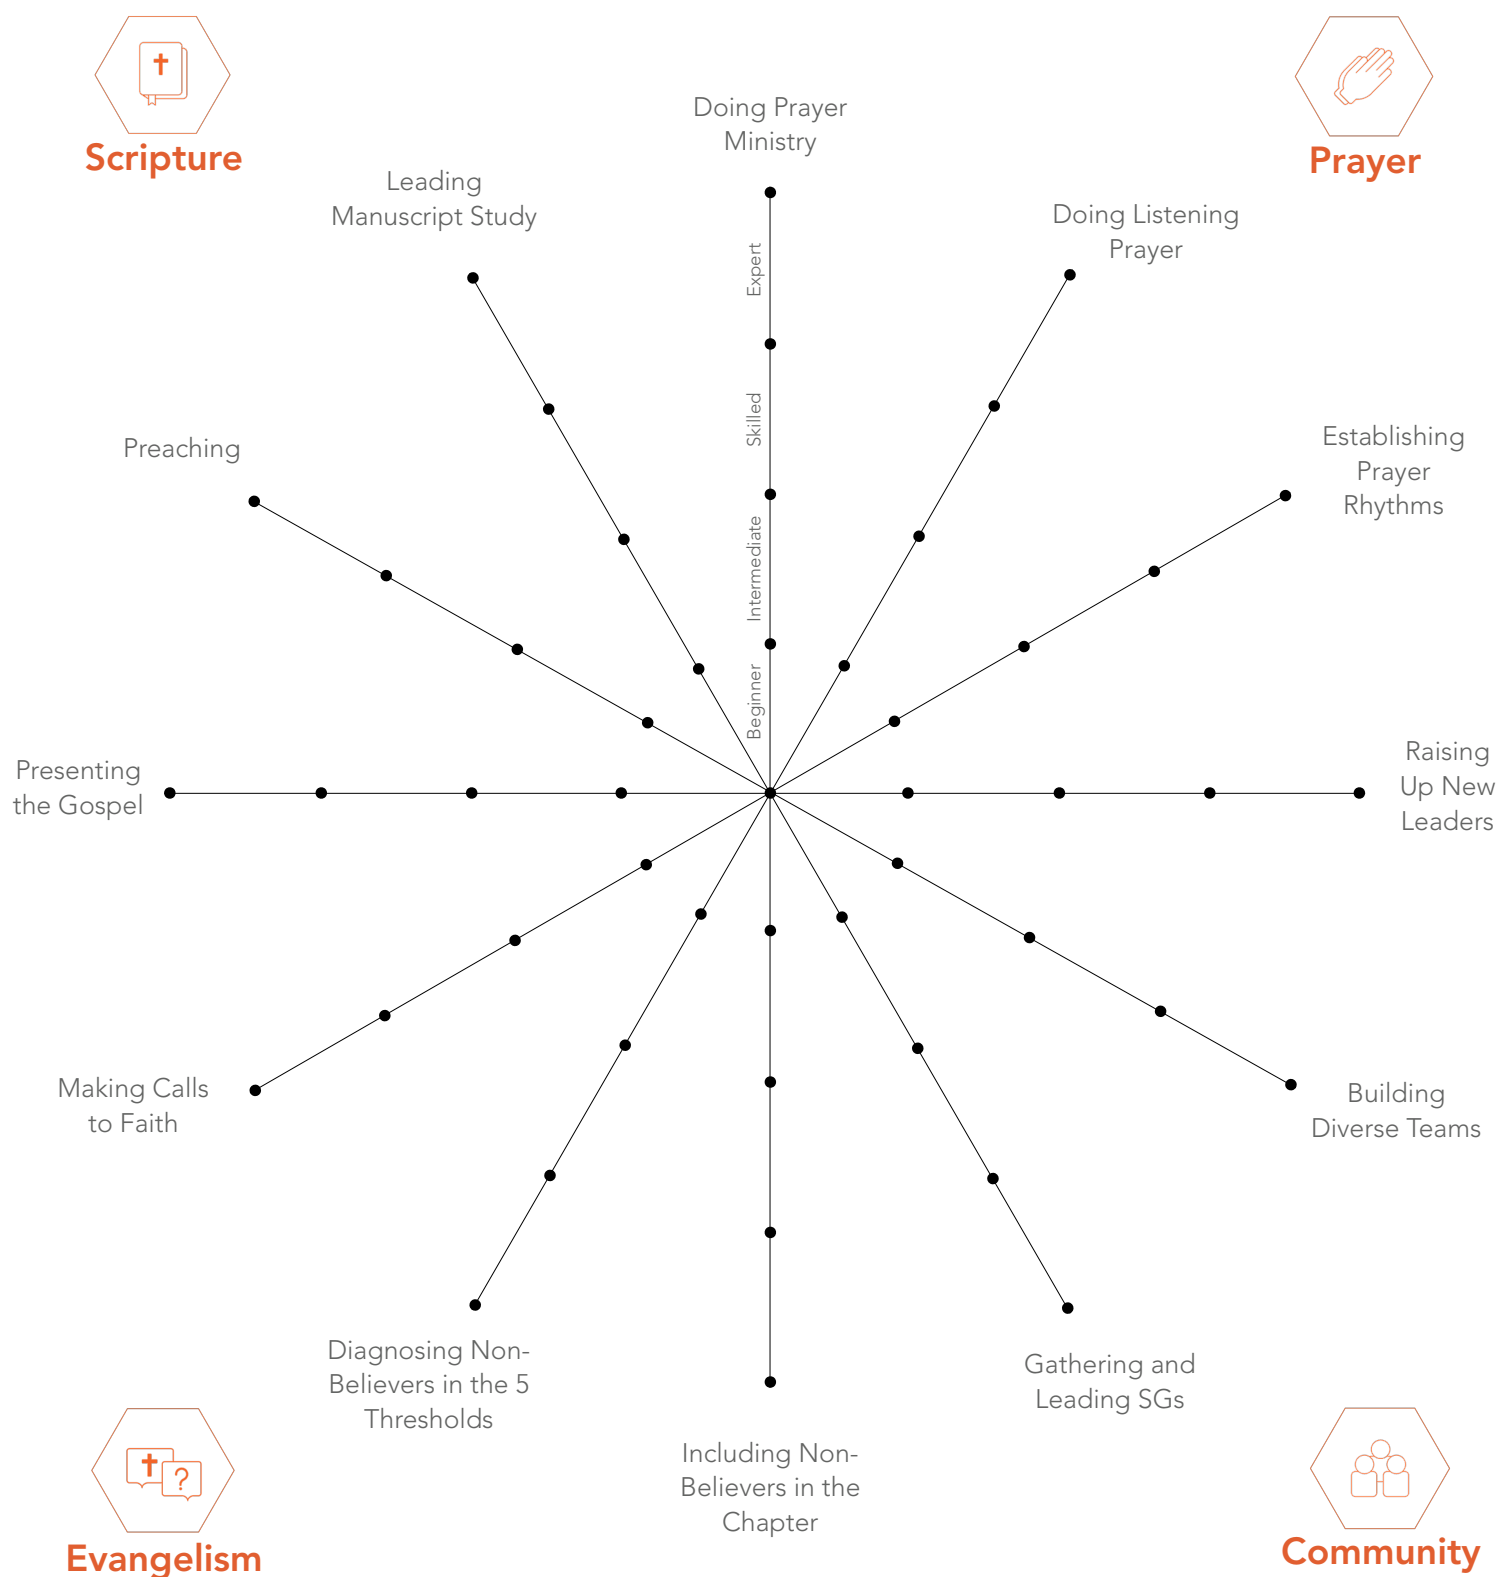 Scripture
Prayer
Doing Prayer
Ministry
Leading
Manuscript Study
Doing Listening
Prayer
Expert
Skilled
Intermediate
Beginner
Preaching
Establishing
Prayer
Rhythms
Presenting
the Gospel
Raising
Up New
Leaders
Making Calls
to Faith
Building
Diverse Teams
Diagnosing Non-
Believers in the 5
Thresholds
Gathering and
Leading SGs
Including Non-
Believers in the
Chapter
?
Evangelism
Community